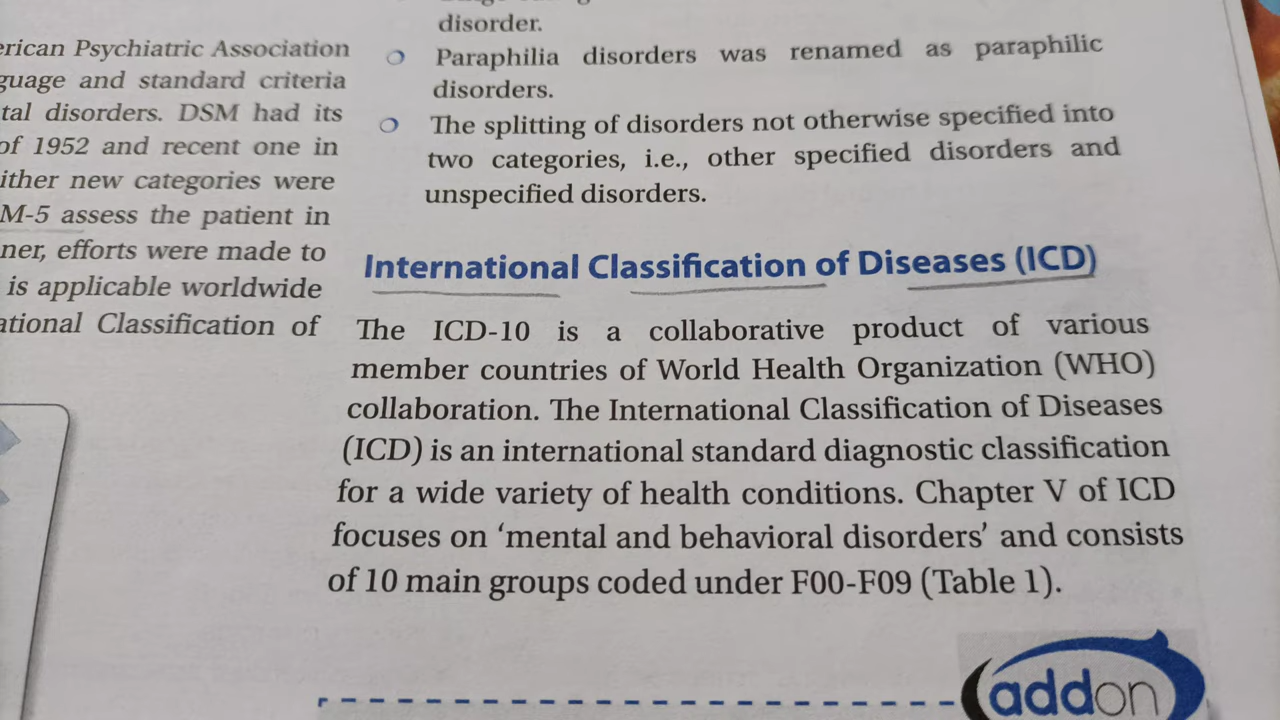 erican Psychiatric Association
guage and standard criteria
tal disorders. DSM had its
of 1952 and recent one in
ither new categories were
M-5 assess the patient in
ner, efforts were made to
is applicable worldwide
ational Classification of
disorder.
Paraphilia disorders was renamed as paraphilic
disorders.
The splitting of disorders not otherwise specified into
two categories, i.e., other specified disorders and
unspecified disorders.
International Classification of Diseases (ICD)
The ICD-10 is a collaborative product of various
member countries of World Health Organization (WHO)
collaboration. The International Classification of Diseases
(ICD) is an international standard diagnostic classification
for a wide variety of health conditions. Chapter V of ICD
focuses on ‘mental and behavioral disorders’ and consists
of 10 main groups coded under F00-F09 (Table 1).
addon